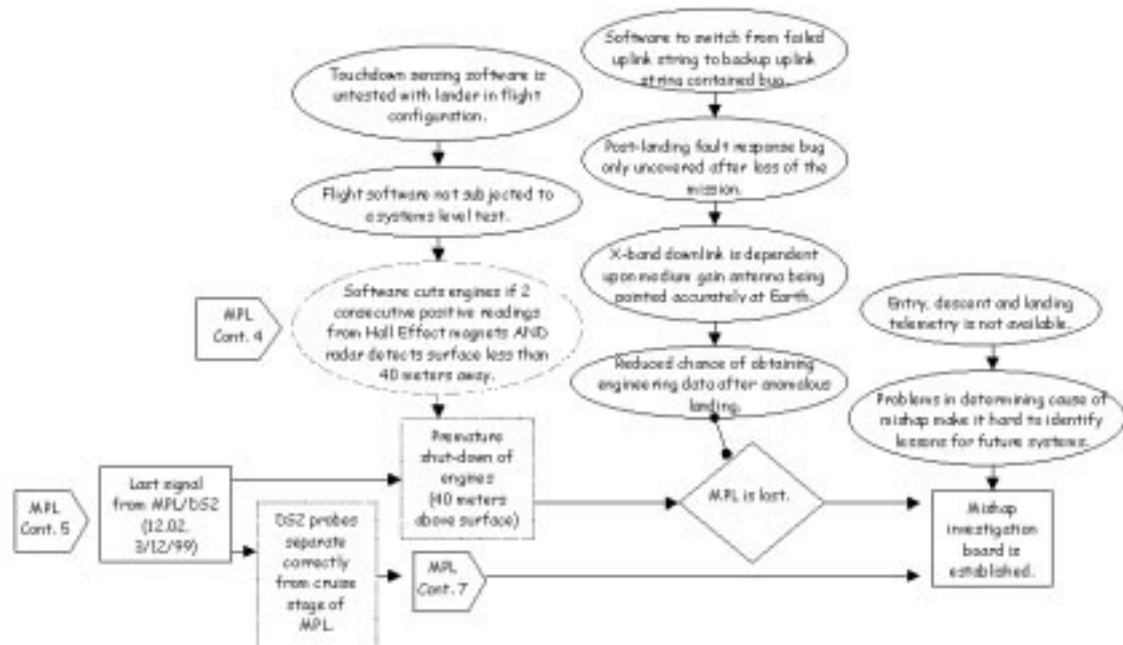 Software to switch from failed
uplink string to backup uplink
string contained bug.
Touchdown sensing software is
untested with lander in flight
configuration.
Post-landing fault response bug
only uncovered after loss of the
mission.
Flight software not subjected to
a systems level test.
X-band downlink is dependent
upon medium gain antenna being
pointed accurately at Earth.
MPL
Cont. 4
Software cuts engines if 2
consecutive positive readings
from Hall Effect magnets AND
radar detects surface less than
40 meters away.
Entry, descent and landing
telemetry is not available.
Reduced chance of obtaining
engineering data after anomalous
landing.
Problems in determining cause of
mishap make it hard to identify
lessons for future systems.
Premature
shut-down of
engines
(40 meters
above surface)
MPL is lost.
MPL
Cont. 5
Last signal
from MPL/DS2
(12.02,
3/12/99)
DS2 probes
separate
correctly
from cruise
stage of
MPL.
MPL
Cont. 7
Mishap
investigation
board is
established.